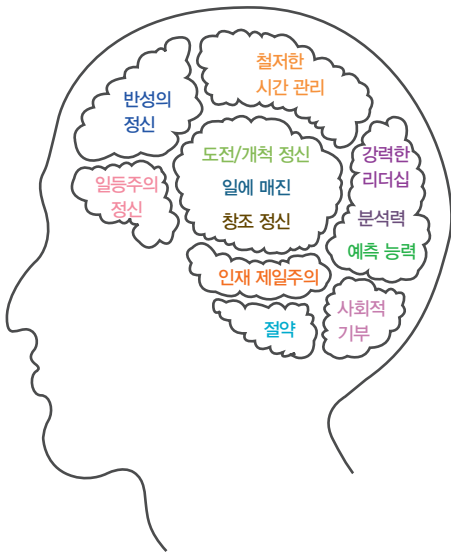 철저한
시간 관리
반성의
정신
도전/개척 정신
일에 매진
창조 정신
강력한
리더십
분석력
예측 능력
일등주의
정신
인재 제일주의
절약
사회적
기부